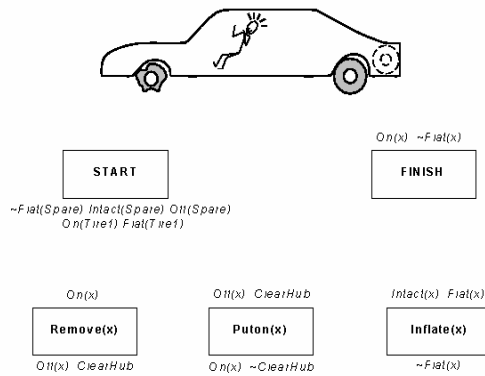 START
~Flat(Spare) Intact(Spare) Off(Spare)
On(Tire1) Flat(Tire1)
On(x) ~Flat(x)
FINISH
On(x)
Remove(x)
Off(x) ClearHub
Off(x) ClearHub
Puton(x)
On(x) ~ClearHub
Intact(x) Flat(x)
Inflate(x)
~Flat(x)